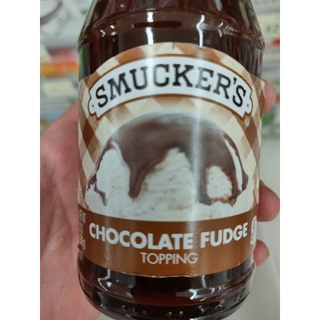 SMUCKER'S
CHOCOLATE FUDGE
TOPPING